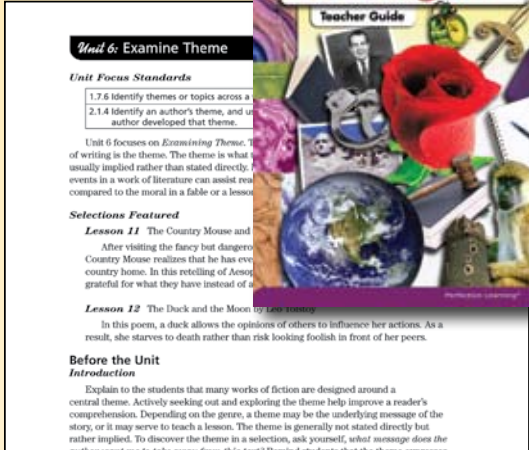 Teacher Guide
Unit 6: Examine Theme
Unit Focus Standards
1.7.6 Identify themes or topics across a
2.1.4 Identify an author's theme, and us
author developed that theme.
Unit 6 focuses on Examining Theme. T
of writing is the theme. The theme is what t
usually implied rather than stated directly.
events in a work of literature can assist rea
compared to the moral in a fable or a lesson
Selections Featured
Lesson 11 The Country Mouse and
After visiting the fancy but dangero
Country Mouse realizes that he has eve
country home. In this retelling of Aesop
grateful for what they have instead of a
Perfection Learning®
Lesson 12 The Duck and the Moon by Leo Tolstoy
In this poem, a duck allows the opinions of others to influence her actions. As a
result, she starves to death rather than risk looking foolish in front of her peers.
Before the Unit
Introduction
Explain to the students that many works of fiction are designed around a
central theme. Actively seeking out and exploring the theme help improve a reader's
comprehension. Depending on the genre, a theme may be the underlying message of the
story, or it may serve to teach a lesson. The theme is generally not stated directly but
rather implied. To discover the theme in a selection, ask yourself, what message does the